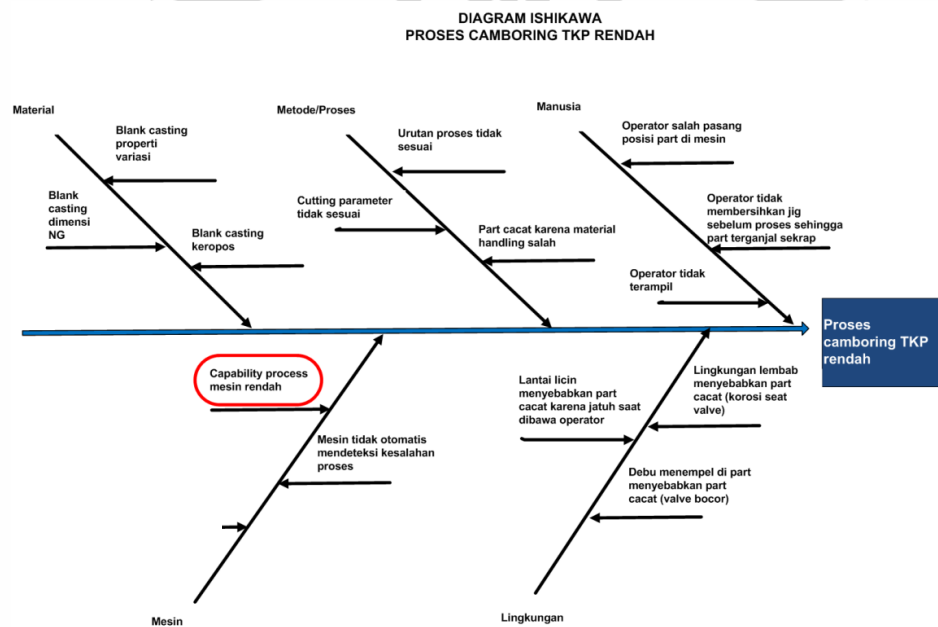 DIAGRAM ISHIKAWA
PROSES CAMBORING TKP RENDAH
Material
Metode/Proses
Manusia
Blank casting
properti
variasi
Blank
casting
dimensi
NG
Blank casting
keropos
Urutan proses tidak
sesuai
Cutting parameter
tidak sesuai
Part cacat karena material
handling salah
Operator salah pasang
posisi part di mesin
Operator tidak
membersihkan jig
sebelum proses sehingga
part terganjal sekrap
Operator tidak
terampil
Proses
camboring TKP
rendah
Capability process
mesin rendah
Mesin tidak otomatis
mendeteksi kesalahan
proses
Lantai licin
menyebabkan part
cacat karena jatuh saat
dibawa operator
Lingkungan lembab
menyebabkan part
cacat (korosi seat
valve)
Debu menempel di part
menyebabkan part
cacat (valve bocor)
Mesin
Lingkungan